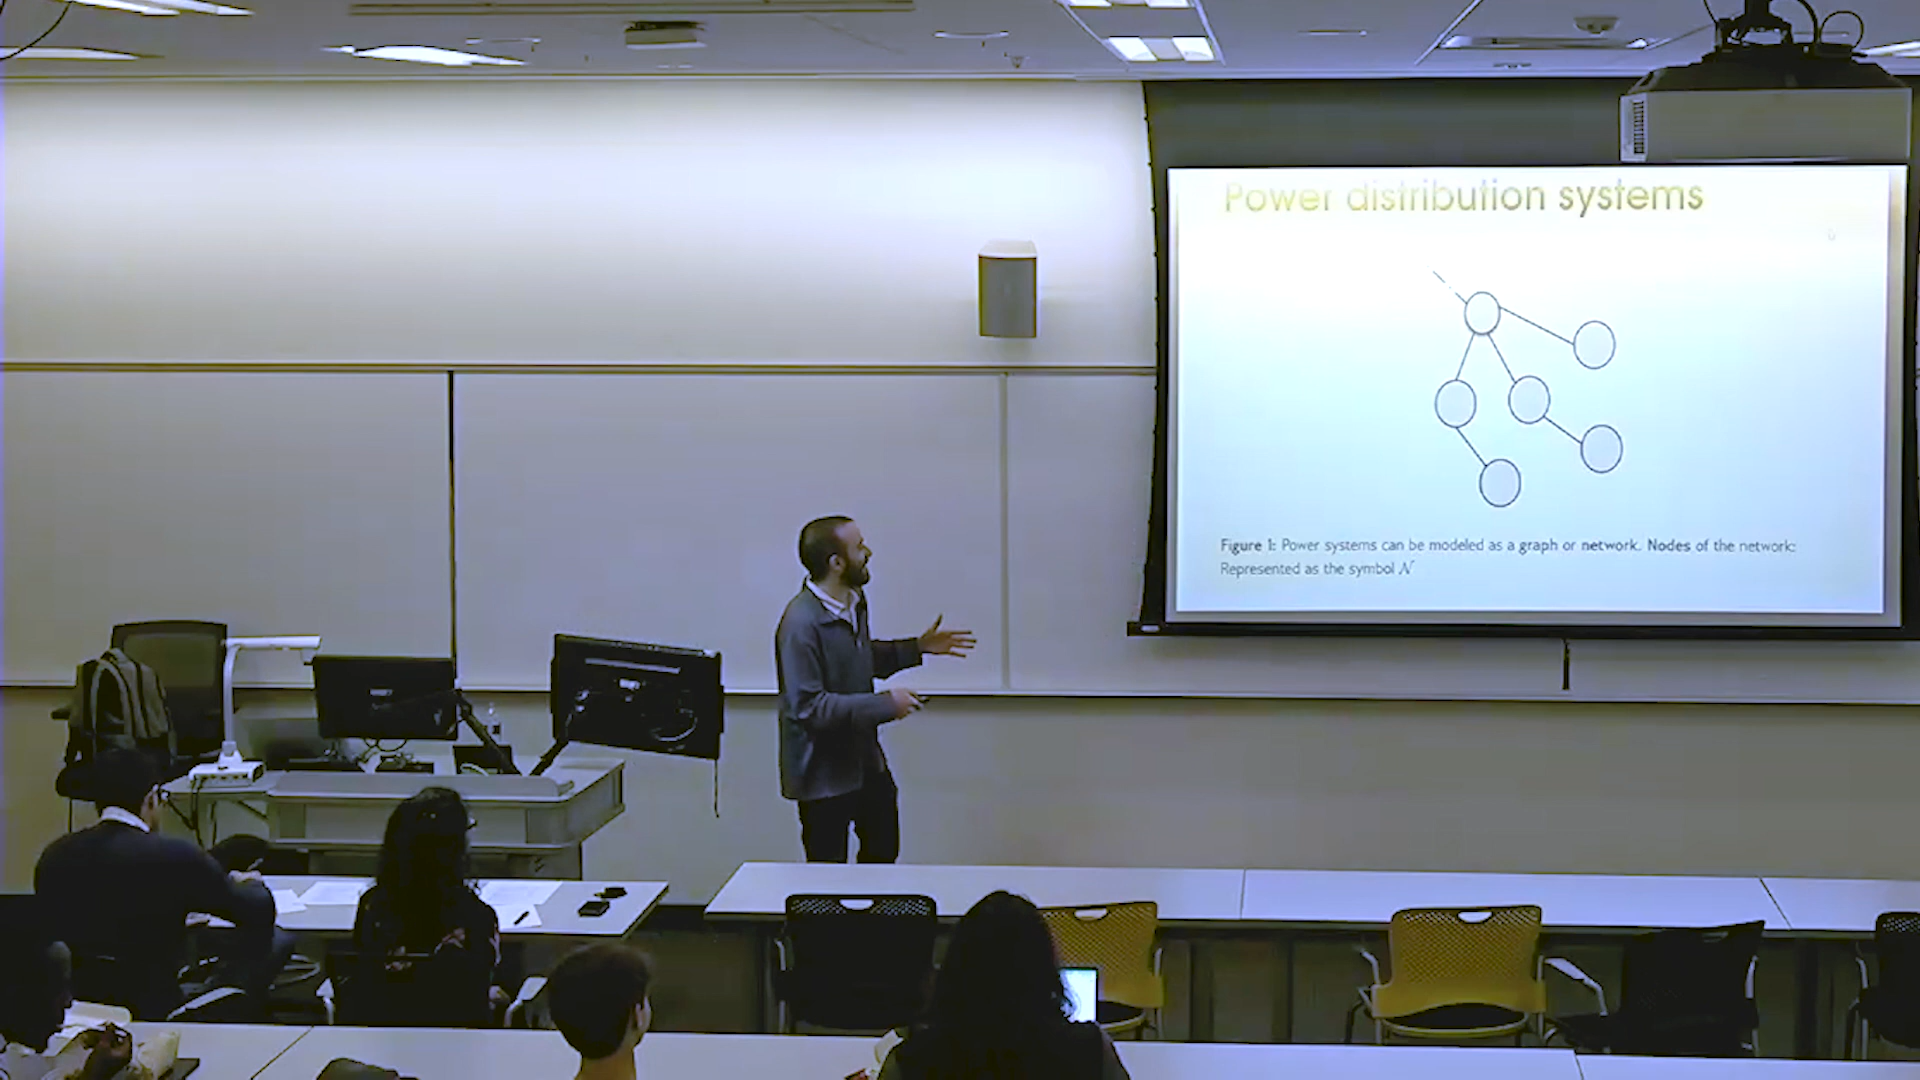 Power distribution systems
Figure 1: Power systems can be modeled as a graph or network. Nodes of the network:
Represented as the symbol 𝒩